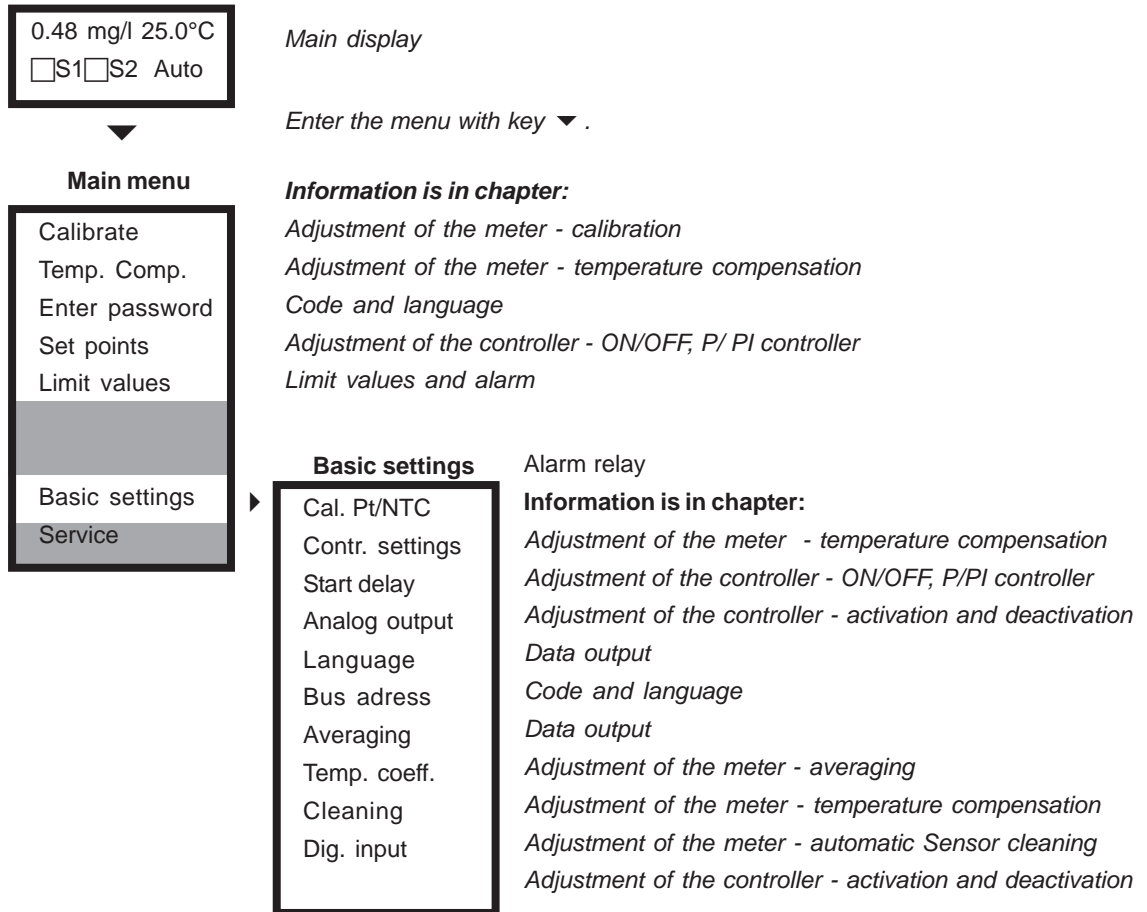 0.48 mg/l 25.0°C
☐S1☐S2 Auto
Main display
Enter the menu with key ▼ .
Main menu
Information is in chapter:
Calibrate
Adjustment of the meter - calibration
Temp. Comp.
Adjustment of the meter - temperature compensation
Enter password
Code and language
Set points
Adjustment of the controller - ON/OFF, P/ PI controller
Limit values
Limit values and alarm
Basic settings
Service
Basic settings
Alarm relay
Information is in chapter:
Cal. Pt/NTC
Adjustment of the meter - temperature compensation
Contr. settings
Adjustment of the controller - ON/OFF, P/PI controller
Start delay
Adjustment of the controller - activation and deactivation
Analog output
Data output
Language
Code and language
Bus adress
Data output
Averaging
Adjustment of the meter - averaging
Temp. coeff.
Adjustment of the meter - temperature compensation
Cleaning
Adjustment of the meter - automatic Sensor cleaning
Dig. input
Adjustment of the controller - activation and deactivation